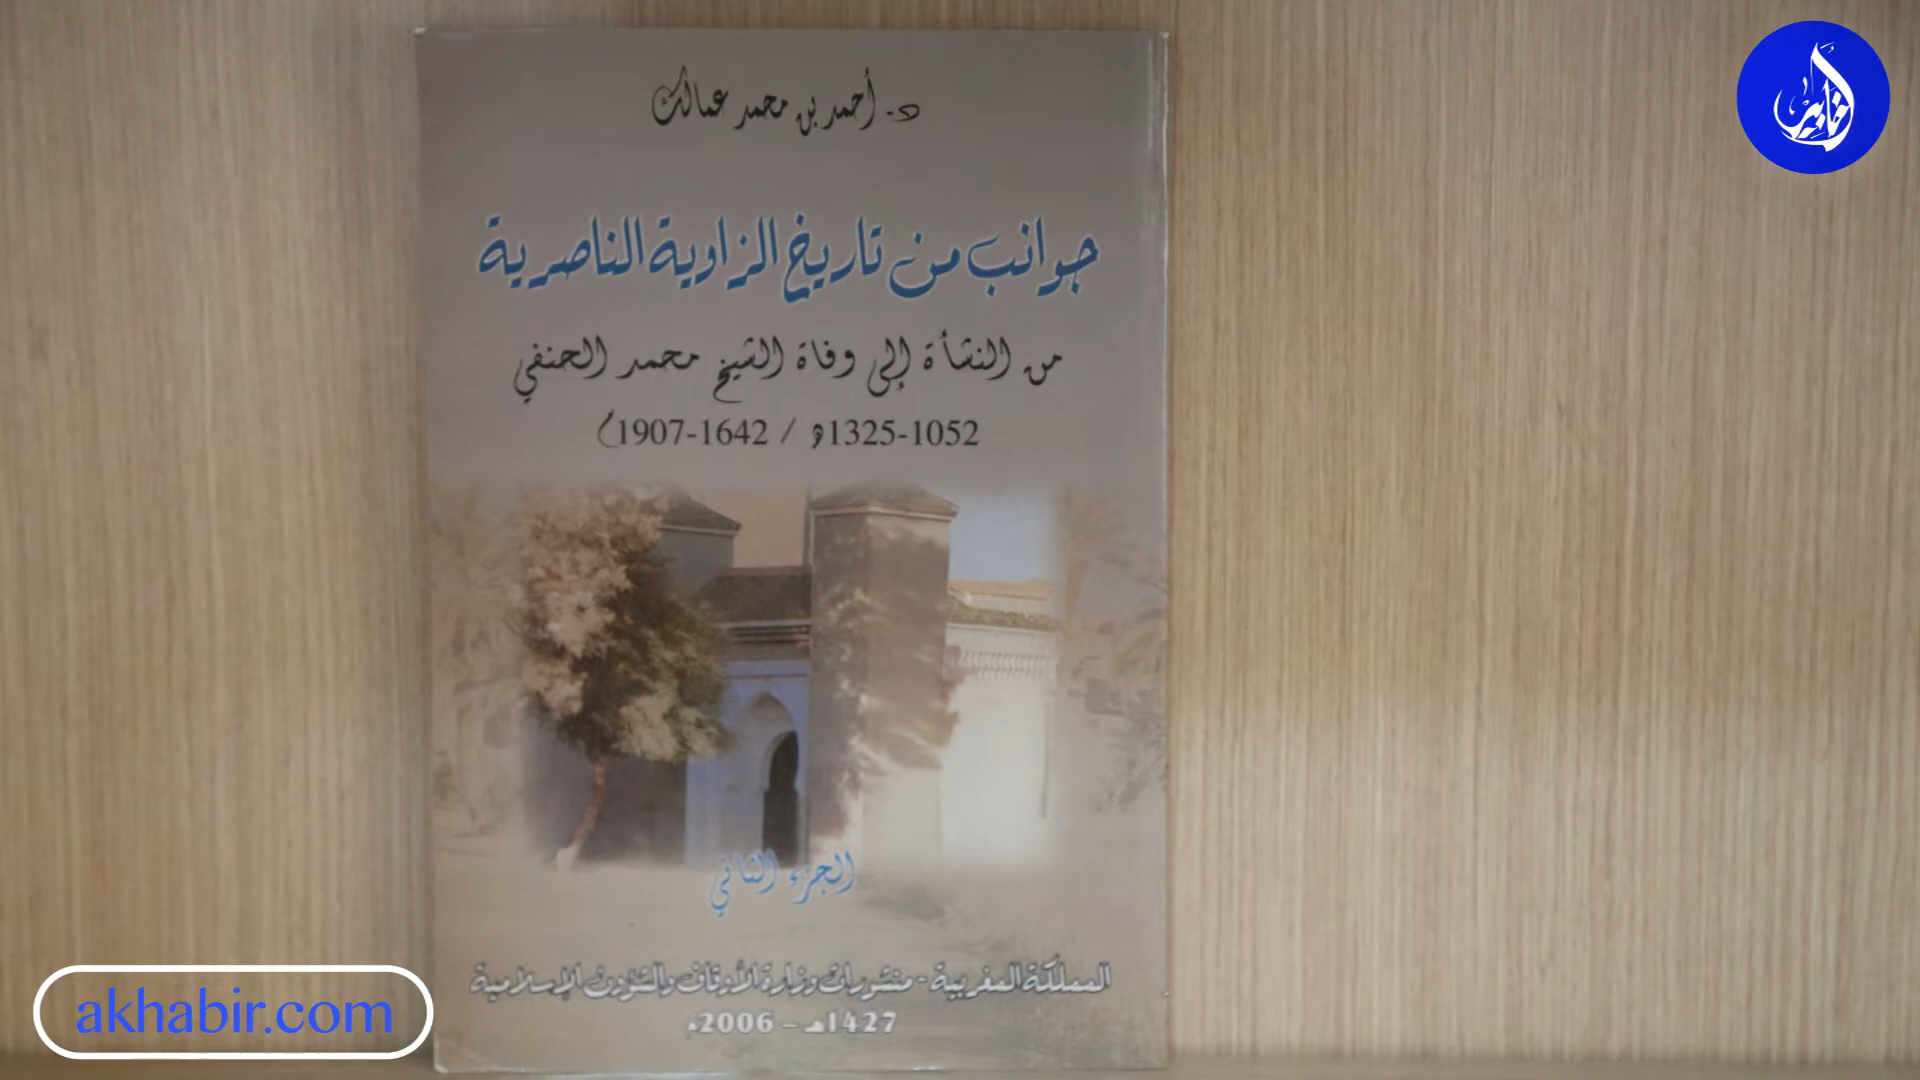 د. أحمد بن محمد عمالك
جوانب من تاريخ الزاوية الناصرية
من النشأة إلى وفاة الشيخ محمد الحنفي
1052-1325هـ / 1642-1907م
الجزء الثاني
المملكة المغربية - منشورات وزارة الأوقاف والشؤون الإسلامية
1427هـ - 2006م
أخابير
akhabir.com